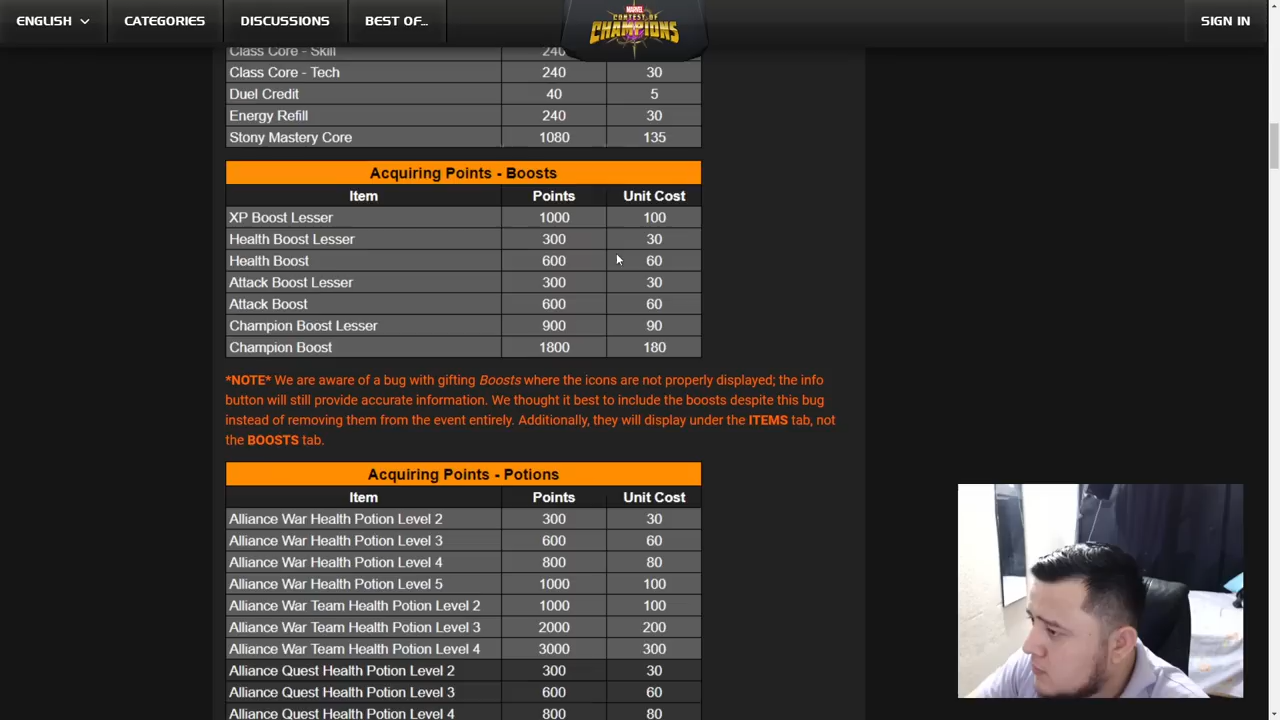 ENGLISH CATEGORIES DISCUSSIONS BEST OF... MARVEL CONTEST OF CHAMPIONS SIGN IN
Class Core - Skill 240
Class Core - Tech 240 30
Duel Credit 40 5
Energy Refill 240 30
Stony Mastery Core 1080 135
Acquiring Points - Boosts
Item Points Unit Cost
XP Boost Lesser 1000 100
Health Boost Lesser 300 30
Health Boost 600 60
Attack Boost Lesser 300 30
Attack Boost 600 60
Champion Boost Lesser 900 90
Champion Boost 1800 180
*NOTE* We are aware of a bug with gifting Boosts where the icons are not properly displayed; the info
button will still provide accurate information. We thought it best to include the boosts despite this bug
instead of removing them from the event entirely. Additionally, they will display under the ITEMS tab, not
the BOOSTS tab.
Acquiring Points - Potions
Item Points Unit Cost
Alliance War Health Potion Level 2 300 30
Alliance War Health Potion Level 3 600 60
Alliance War Health Potion Level 4 800 80
Alliance War Health Potion Level 5 1000 100
Alliance War Team Health Potion Level 2 1000 100
Alliance War Team Health Potion Level 3 2000 200
Alliance War Team Health Potion Level 4 3000 300
Alliance Quest Health Potion Level 2 300 30
Alliance Quest Health Potion Level 3 600 60
Alliance Quest Health Potion Level 4 800 80